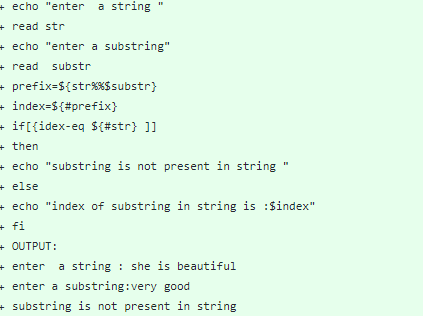 + echo "enter  a string "
+ read str
+ echo "enter a substring"
+ read  substr
+ prefix=${str%%$substr}
+ index=${#prefix}
+ if[{idex-eq ${#str} ]]
+ then
+ echo "substring is not present in string "
+ else
+ echo "index of substring in string is :$index"
+ fi
+ OUTPUT:
+ enter  a string : she is beautiful
+ enter a substring:very good
+ substring is not present in string